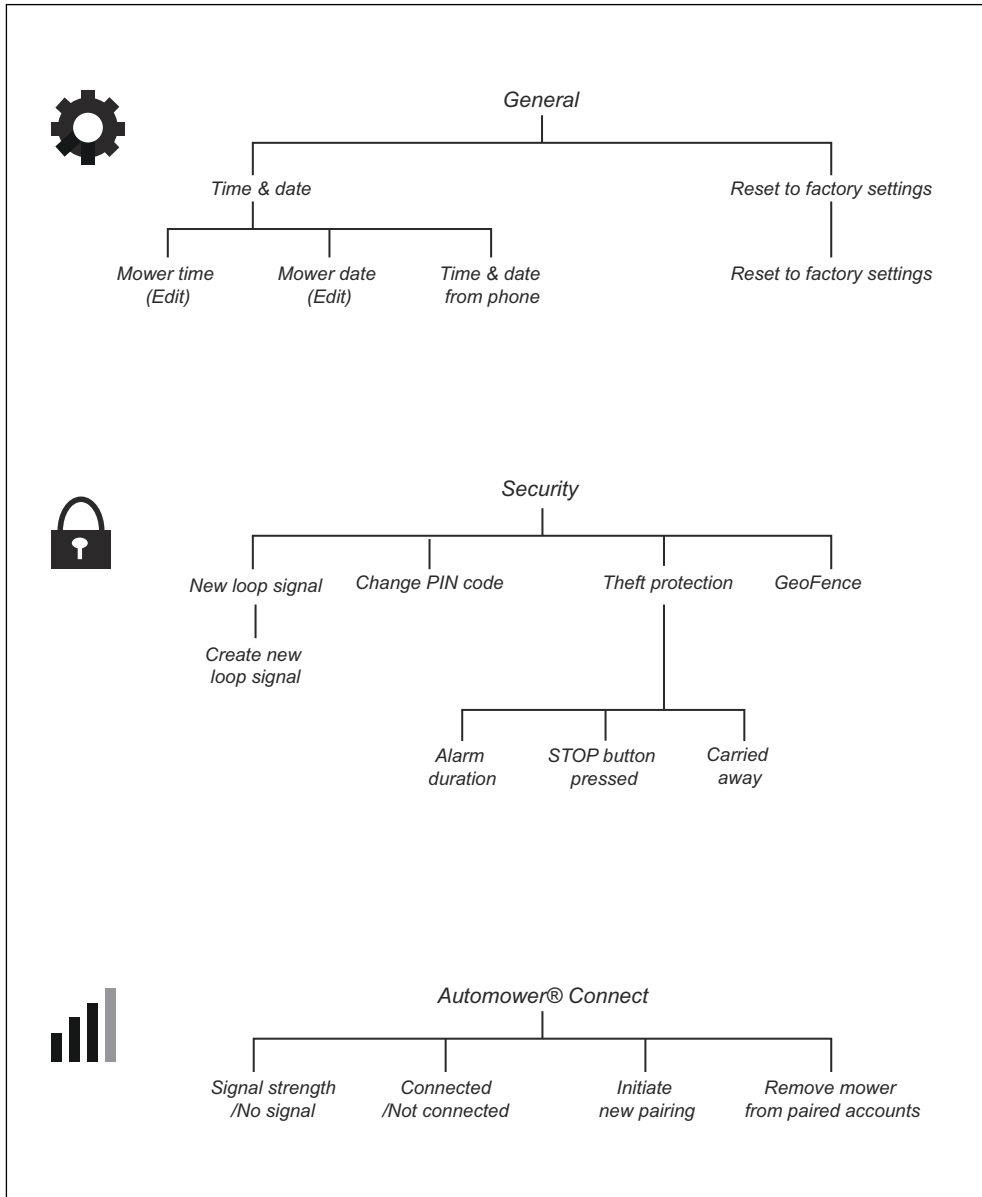 General
Time & date
Reset to factory settings
Mower time
(Edit)
Mower date
(Edit)
Time & date
from phone
Reset to factory settings
Security
New loop signal
Change PIN code
Theft protection
GeoFence
Create new
loop signal
Alarm
duration
STOP button
pressed
Carried
away
Automower® Connect
Signal strength
/No signal
Connected
/Not connected
Initiate
new pairing
Remove mower
from paired accounts